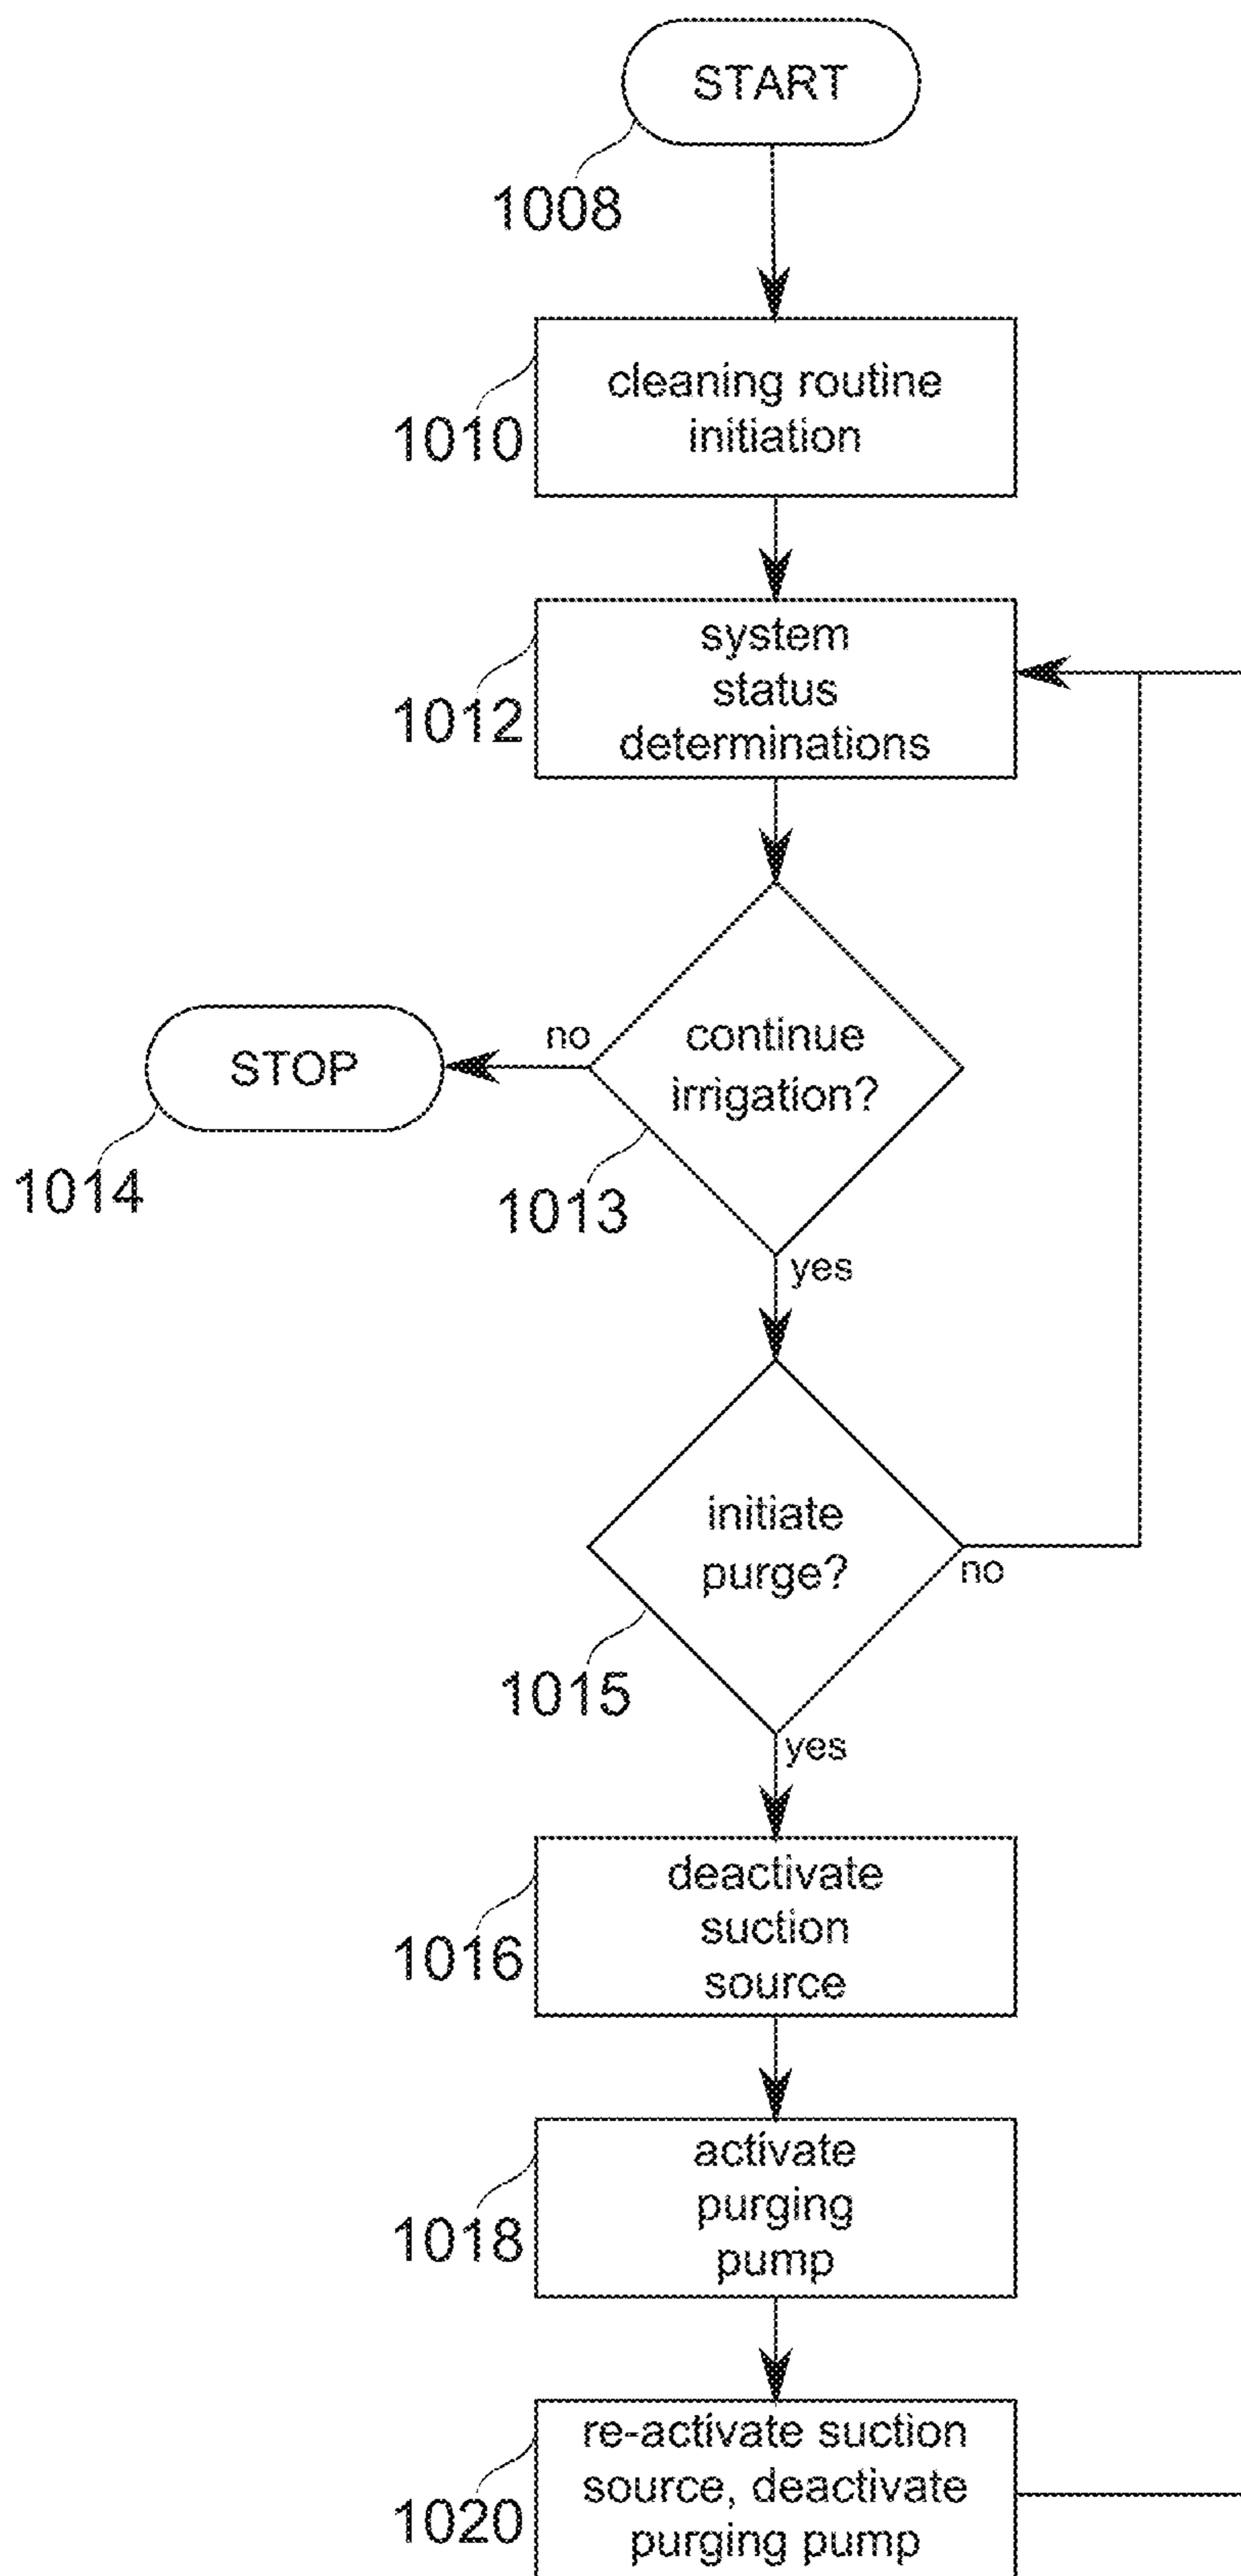 START
1008
cleaning routine
initiation
1010
system
status
determinations
1012
continue
irrigation?
no
STOP
1014
1013
yes
initiate
purge?
no
1015
yes
deactivate
suction
source
1016
activate
purging
pump
1018
re-activate suction
source, deactivate
purging pump
1020